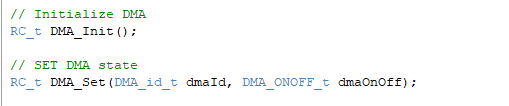 // Initialize DMA
RC_t DMA_Init();
// SET DMA state
RC_t DMA_Set(DMA_id_t dmaId, DMA_ONOFF_t dmaOnOff);